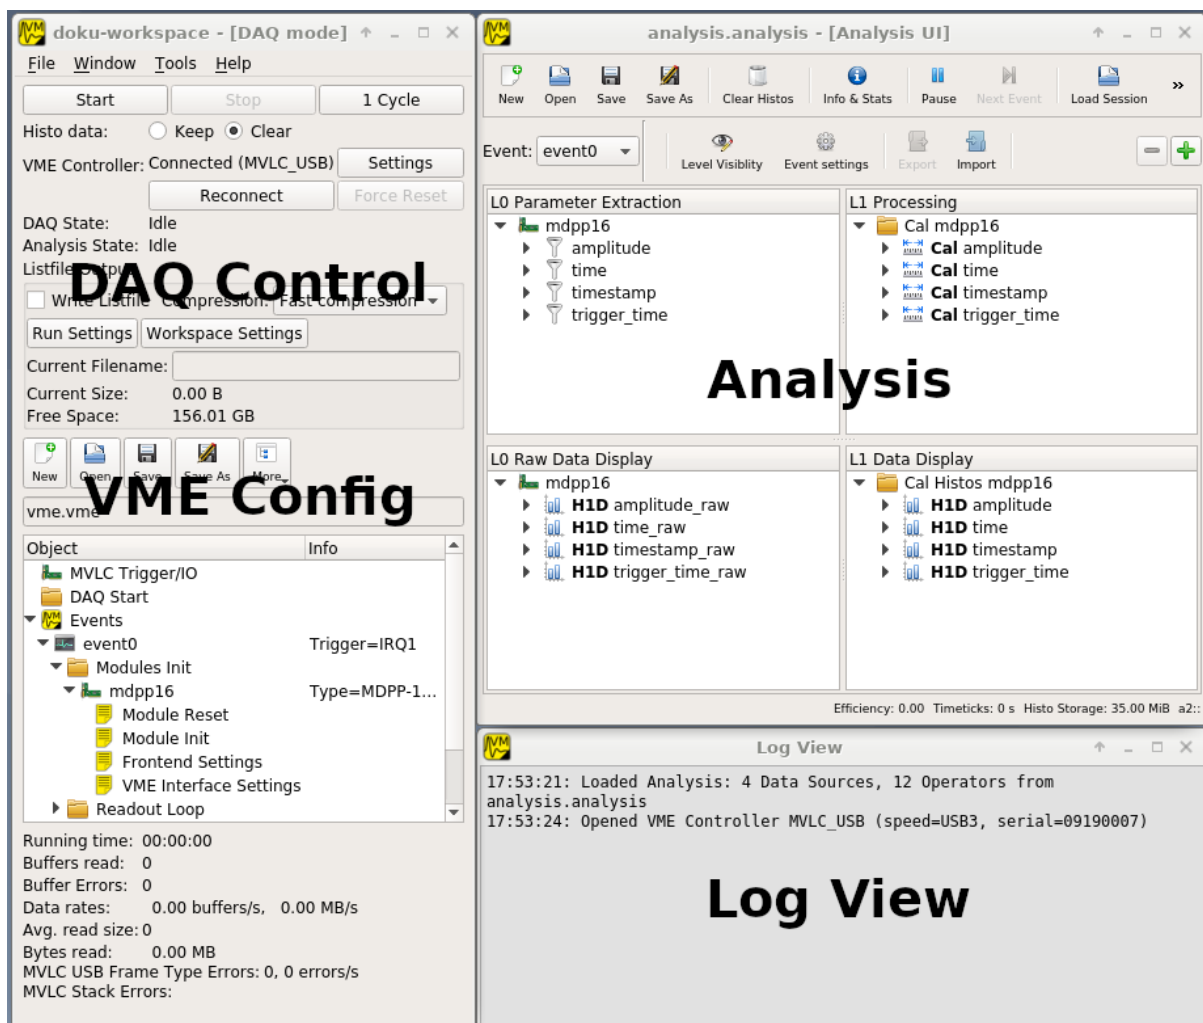 doku-workspace - [DAQ mode]
File Window Tools Help
Start Stop 1 Cycle
Histo data: Keep Clear
VME Controller: Connected (MVLC_USB) Settings
Reconnect Force Reset
DAQ State: Idle
Analysis State: Idle
Listfile Output
DAQ Control
Write Listfile Compression: Fast compression
Run Settings Workspace Settings
Current Filename:
Current Size: 0.00 B
Free Space: 156.01 GB
New Open Save Save As More
VME Config
vme.vme
Object Info
MVLC Trigger/IO
DAQ Start
Events
event0 Trigger=IRQ1
Modules Init
mdpp16 Type=MDPP-1...
Module Reset
Module Init
Frontend Settings
VME Interface Settings
Readout Loop
Running time: 00:00:00
Buffers read: 0
Buffer Errors: 0
Data rates: 0.00 buffers/s, 0.00 MB/s
Avg. read size: 0
Bytes read: 0.00 MB
MVLC USB Frame Type Errors: 0, 0 errors/s
MVLC Stack Errors:
analysis.analysis - [Analysis UI]
New Open Save Save As Clear Histos Info & Stats Pause Next Event Load Session »
Event: event0 Level Visiblity Event settings Export Import
L0 Parameter Extraction
mdpp16
amplitude
time
timestamp
trigger_time
L1 Processing
Cal mdpp16
Cal amplitude
Cal time
Cal timestamp
Cal trigger_time
Analysis
L0 Raw Data Display
mdpp16
H1D amplitude_raw
H1D time_raw
H1D timestamp_raw
H1D trigger_time_raw
L1 Data Display
Cal Histos mdpp16
H1D amplitude
H1D time
H1D timestamp
H1D trigger_time
Efficiency: 0.00 Timeticks: 0 s Histo Storage: 35.00 MiB a2::
Log View
17:53:21: Loaded Analysis: 4 Data Sources, 12 Operators from
analysis.analysis
17:53:24: Opened VME Controller MVLC_USB (speed=USB3, serial=09190007)
Log View